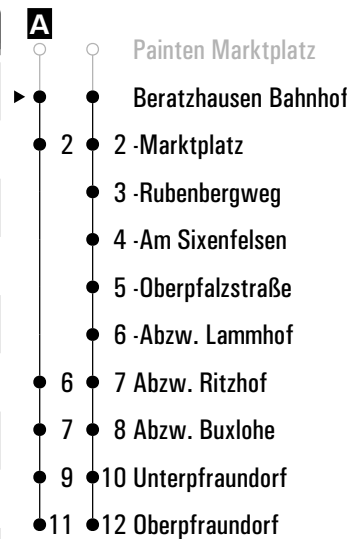 A
Painten Marktplatz
Beratzhausen Bahnhof
2 2 -Marktplatz
3 -Rubenbergweg
4 -Am Sixenfelsen
5 -Oberpfalzstraße
6 -Abzw. Lammhof
6 7 Abzw. Ritzhof
7 8 Abzw. Buxlohe
9 10 Unterpfraundorf
11 12 Oberpfraundorf